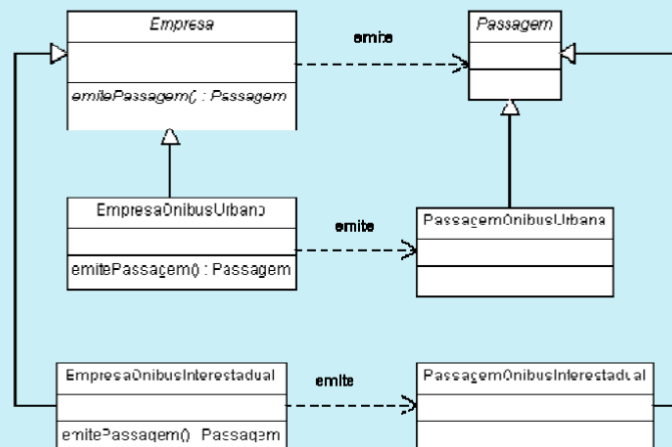 Empresa
emite
Passagem
emitePassagem() : Passagem
EmpresaOnibusUrbano
emite
PassagemOnibusUrbana
emitePassagem() : Passagem
EmpresaOnibusInterestadual
emite
PassagemOnibusInterestadual
emitePassagem() : Passagem